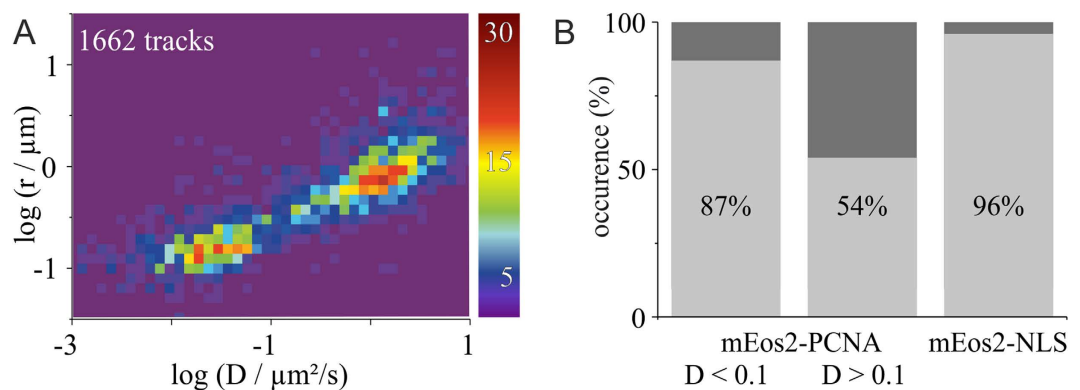 A
1662 tracks
log (r / μm)
1
0
-1
-3
-1
1
log (D / μm²/s)
30
15
5
B
occurence (%)
100
50
0
87%
54%
96%
mEos2-PCNA
mEos2-NLS
D < 0.1
D > 0.1